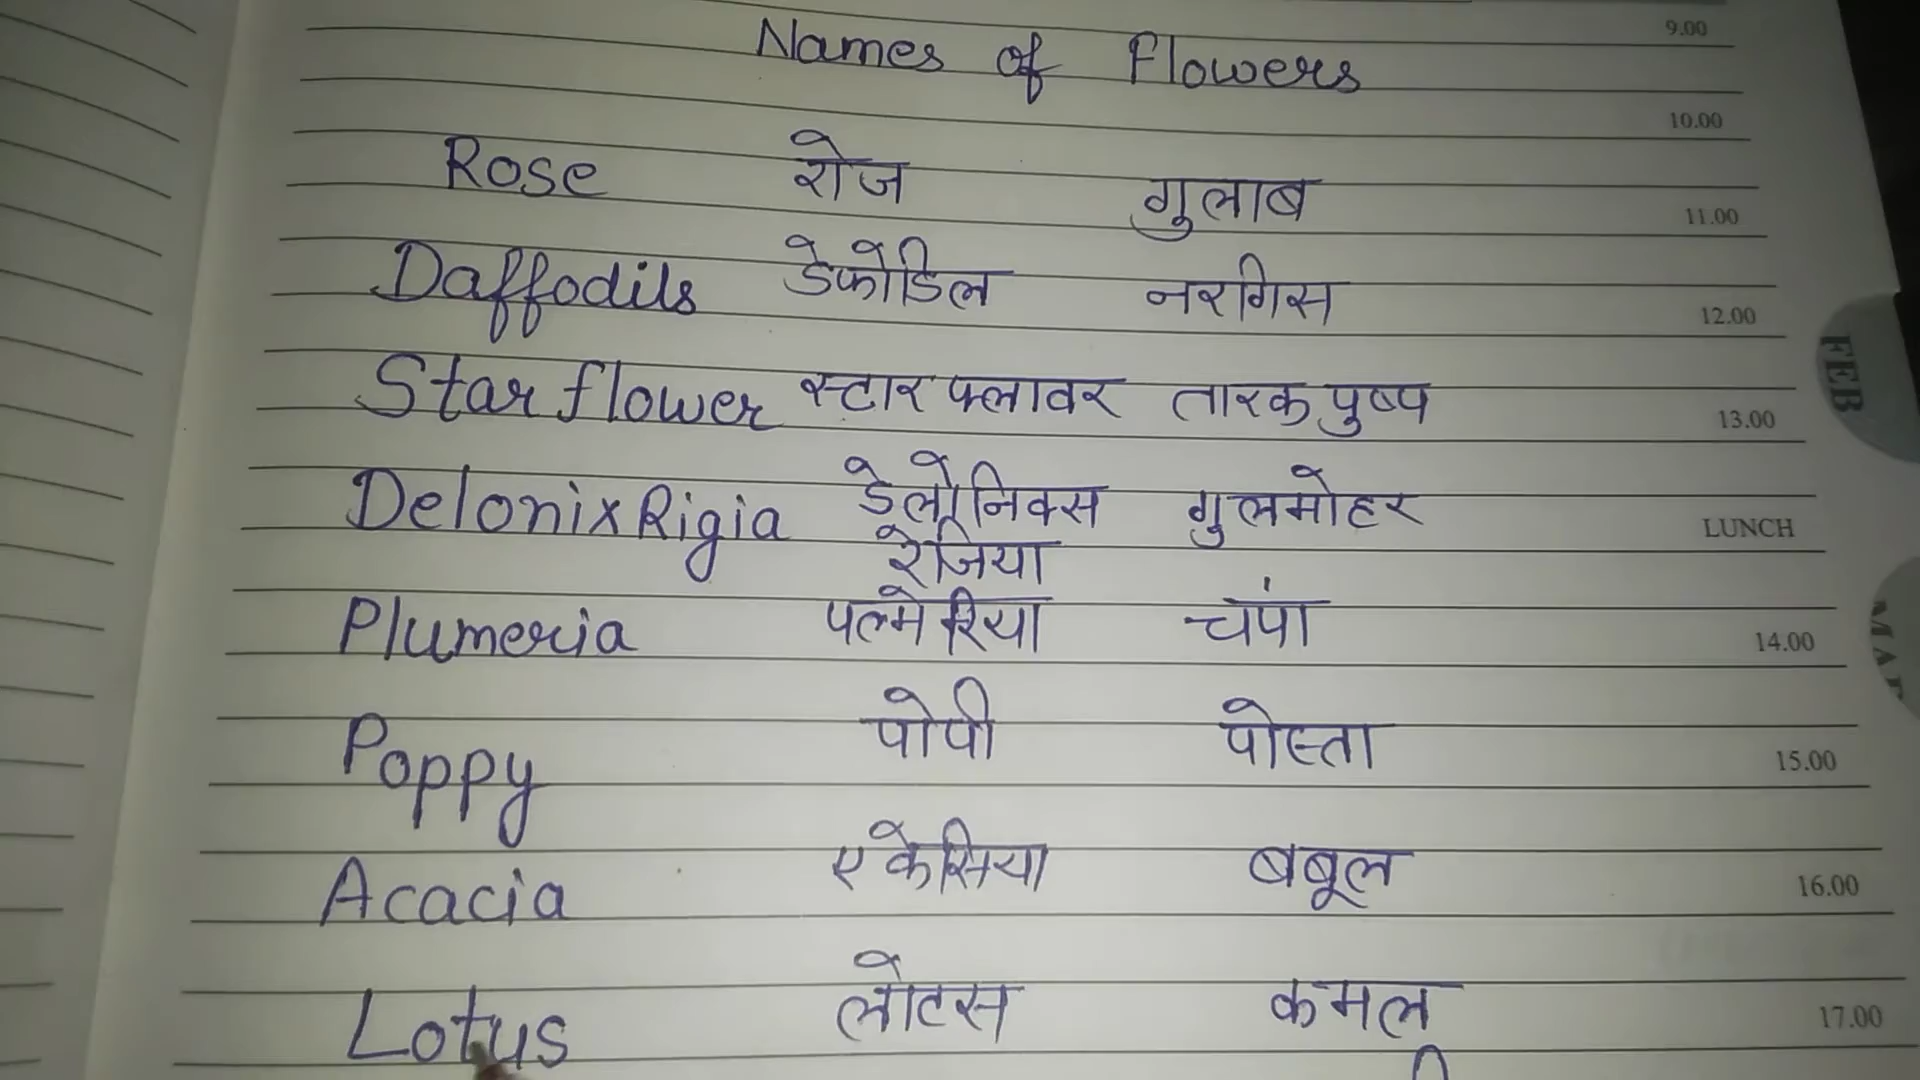 Names of Flowers
9.00
10.00
Rose रोज गुलाब
11.00
Daffodils डेफोडिल नरगिस
12.00
Star flower स्टार फ्लावर तारक पुष्प
13.00
FEB
Delonix Rigia डेलोनिक्स गुलमोहर
LUNCH
रेजिया
Plumeria पल्मेरिया चंपा
14.00
Poppy पोपी पोस्ता
15.00
Acacia एकेसिया बबूल
16.00
Lotus लोटस कमल
17.00